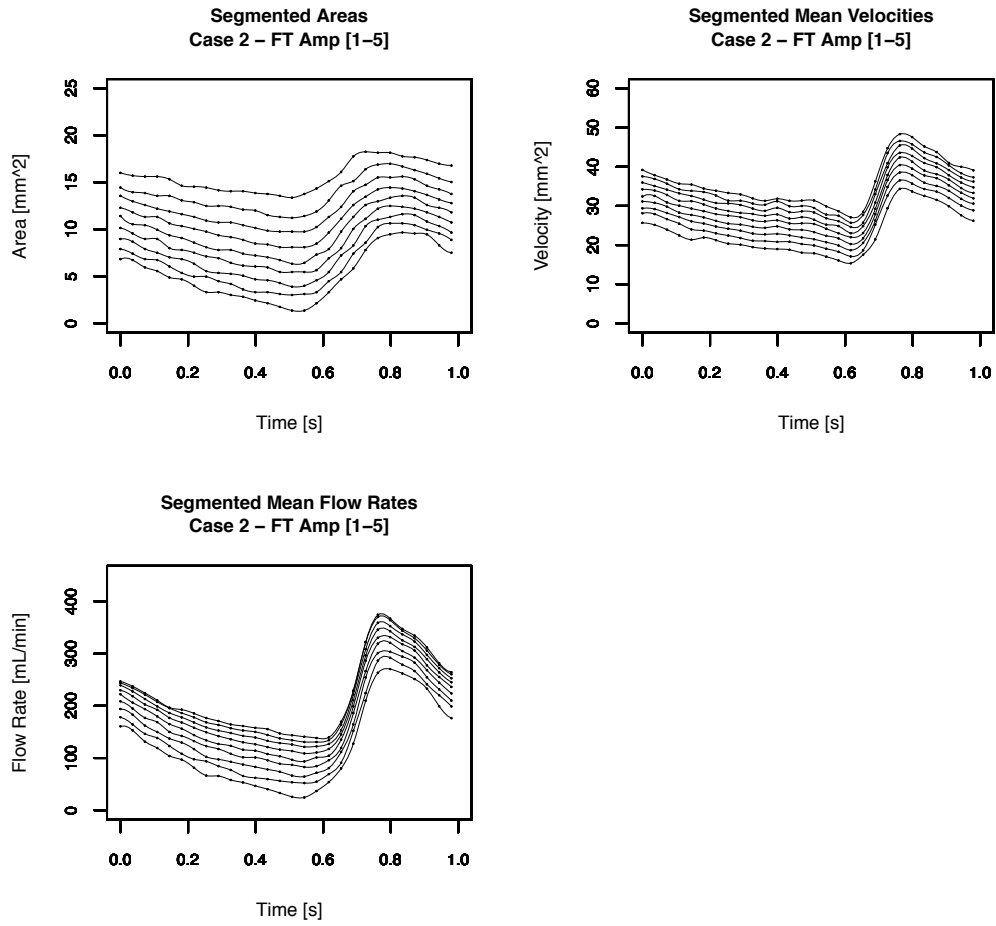 Segmented Areas
Case 2 – FT Amp [1–5]
Area [mm^2]
25
20
15
10
5
0
0.0 0.2 0.4 0.6 0.8 1.0
Time [s]
Segmented Mean Velocities
Case 2 – FT Amp [1–5]
Velocity [mm^2]
60
50
40
30
20
10
0
0.0 0.2 0.4 0.6 0.8 1.0
Time [s]
Segmented Mean Flow Rates
Case 2 – FT Amp [1–5]
Flow Rate [mL/min]
400
300
200
100
0
0.0 0.2 0.4 0.6 0.8 1.0
Time [s]